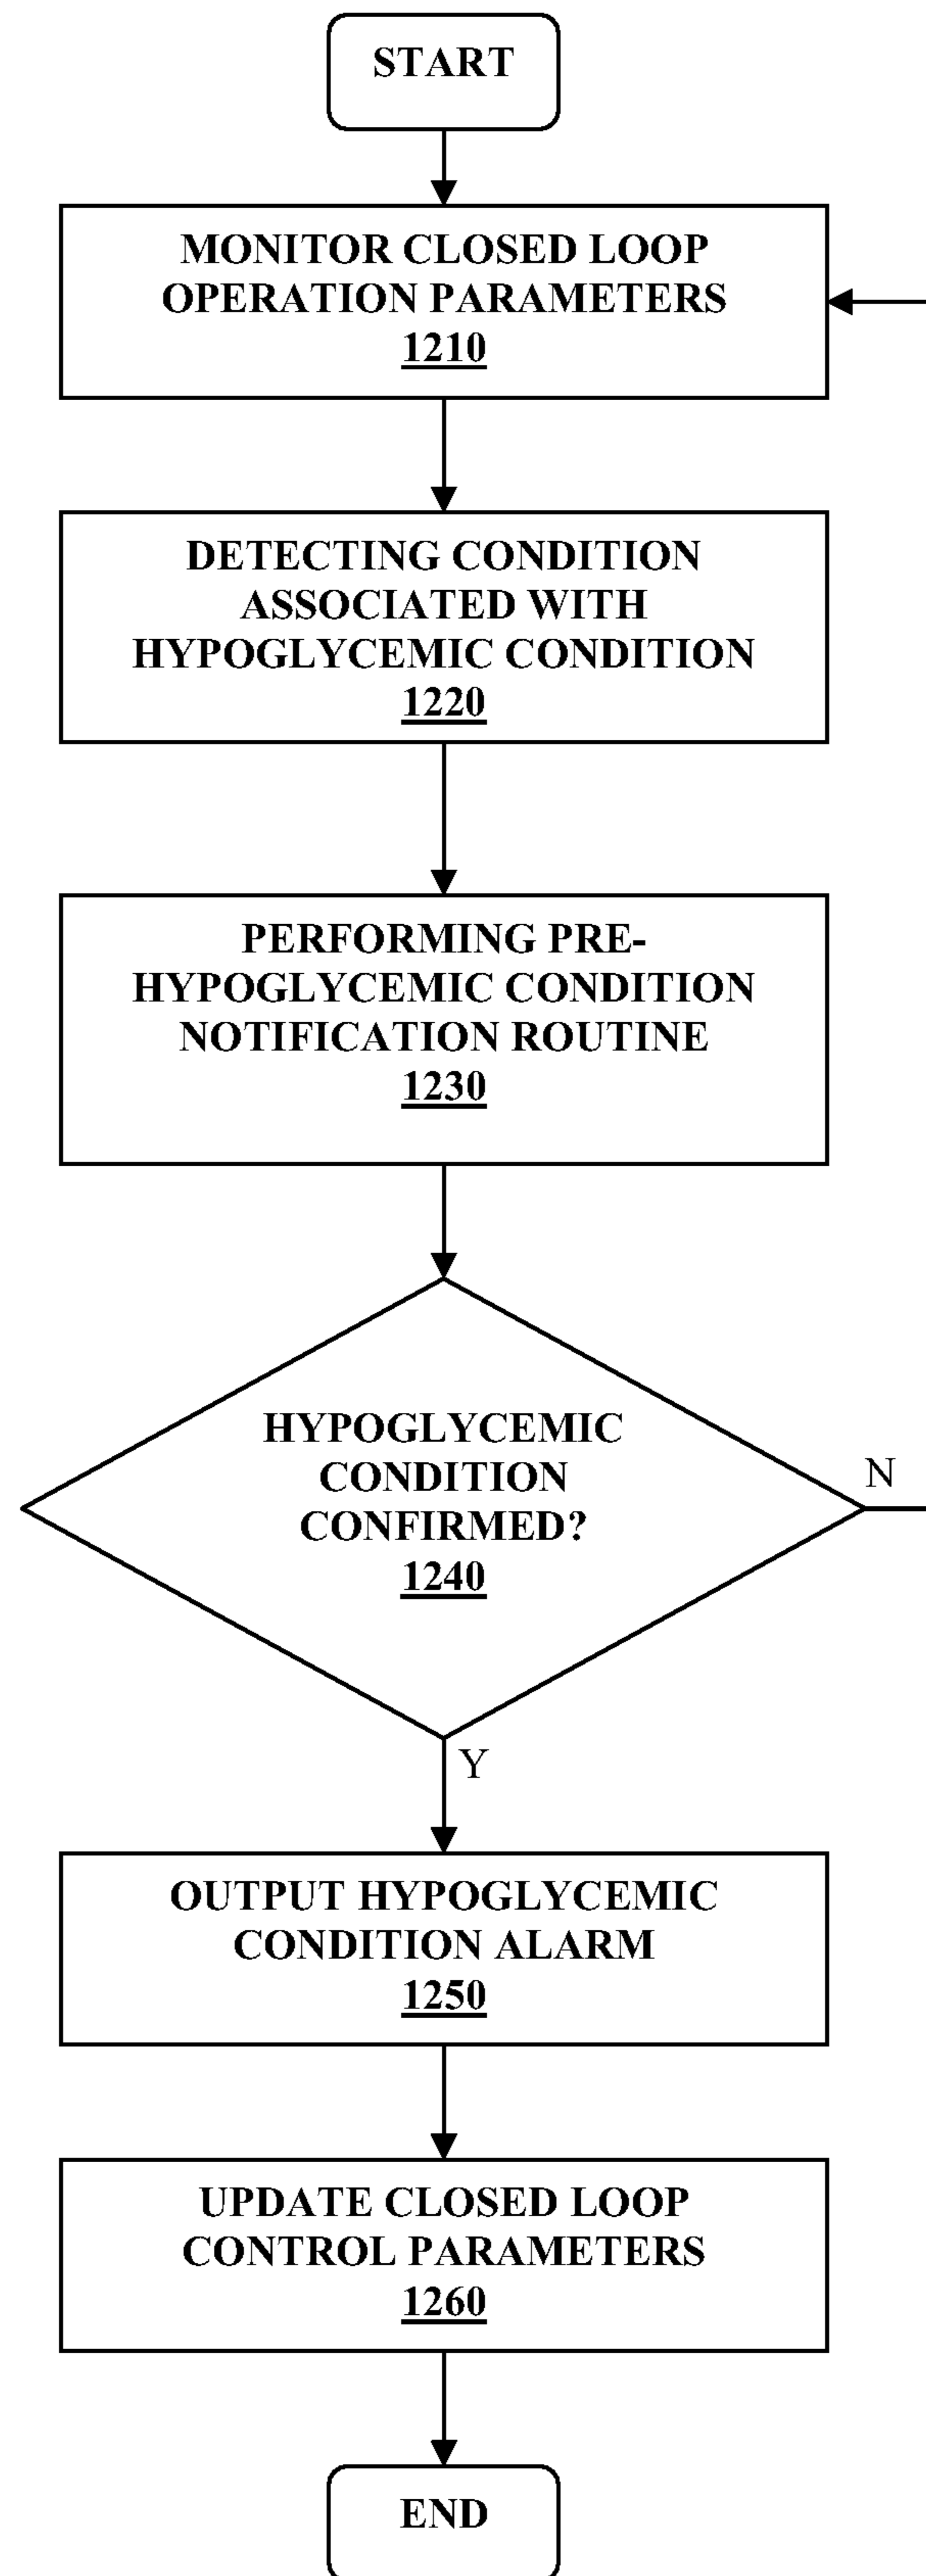 START
MONITOR CLOSED LOOP
OPERATION PARAMETERS
1210
DETECTING CONDITION
ASSOCIATED WITH
HYPOGLYCEMIC CONDITION
1220
PERFORMING PRE-
HYPOGLYCEMIC CONDITION
NOTIFICATION ROUTINE
1230
HYPOGLYCEMIC
CONDITION
CONFIRMED?
1240
N
Y
OUTPUT HYPOGLYCEMIC
CONDITION ALARM
1250
UPDATE CLOSED LOOP
CONTROL PARAMETERS
1260
END